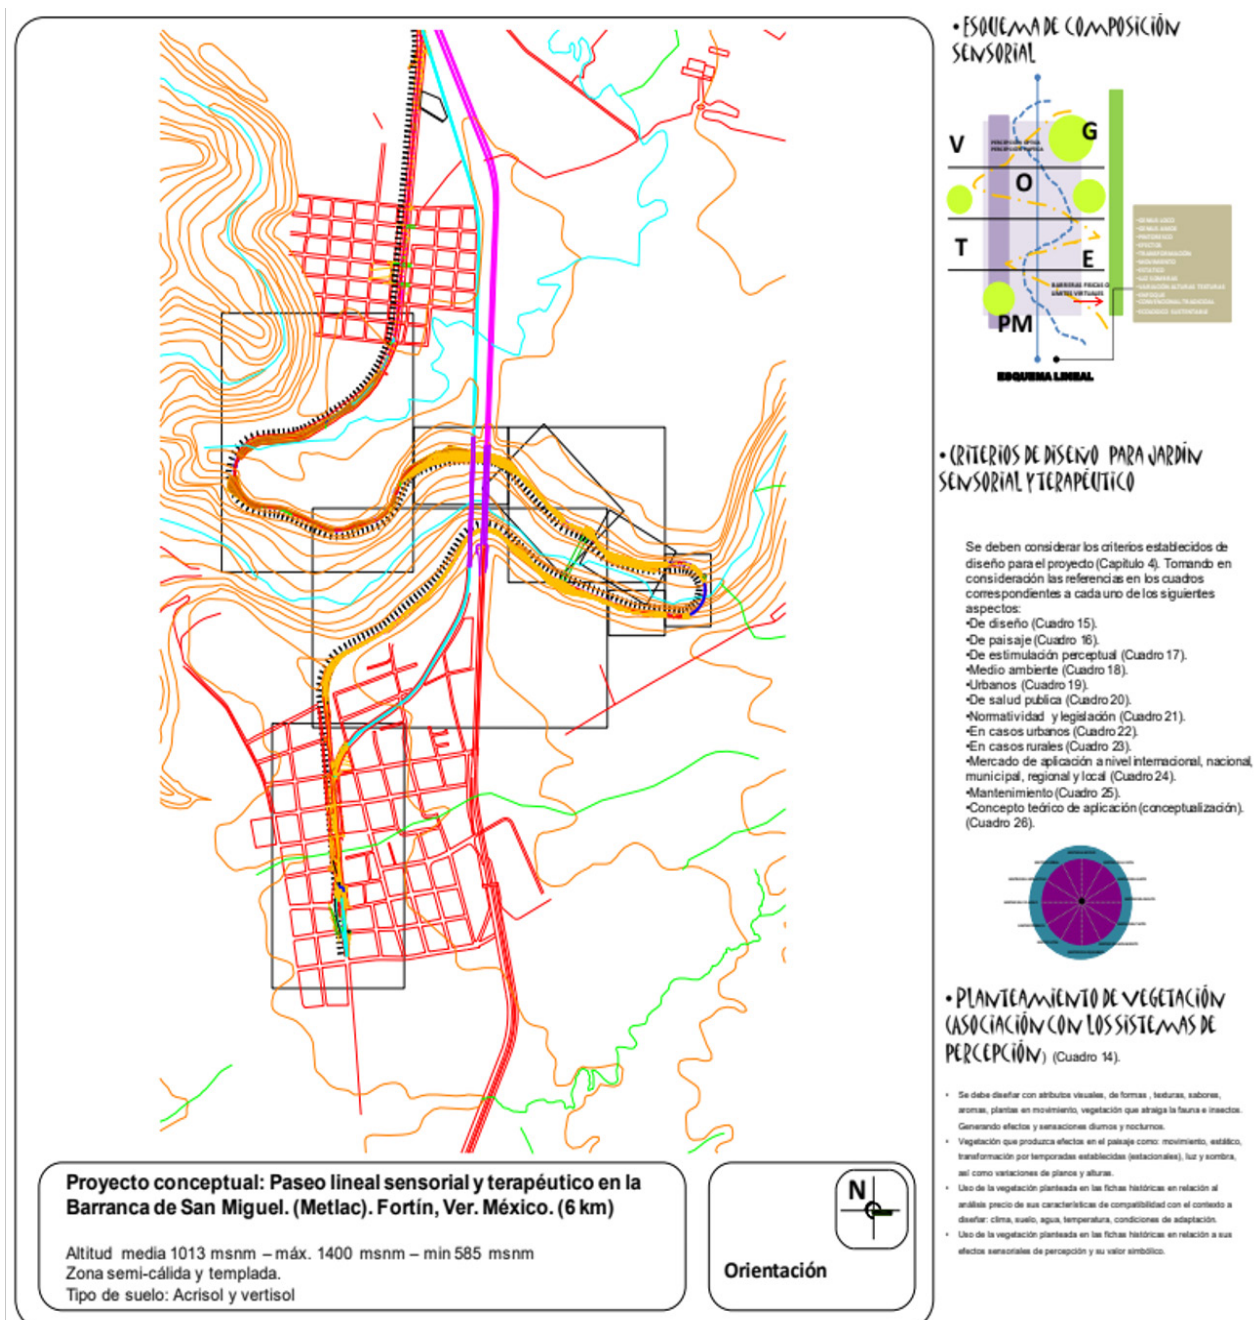 • ESQUEMA DE COMPOSICIÓN
SENSORIAL
V
G
O
T
E
PM
BARRERAS FISICAS O
ESQUEMA LINEAL
• CRITERIOS DE DISEÑO PARA JARDÍN
SENSORIAL Y TERAPÉUTICO
Se deben considerar los criterios establecidos de
diseño para el proyecto (Capitulo 4). Tomando en
consideración las referencias en los cuadros
correspondientes a cada uno de los siguientes
aspectos:
•De diseño (Cuadro 15).
•De paisaje (Cuadro 16).
•De estimulación perceptual (Cuadro 17).
•Medio ambiente (Cuadro 18).
•Urbanos (Cuadro 19).
•De salud publica (Cuadro 20).
•Normatividad y legislación (Cuadro 21).
•En casos urbanos (Cuadro 22).
•En casos rurales (Cuadro 23).
•Mercado de aplicación a nivel internacional, nacional,
municipal, regional y local (Cuadro 24).
•Mantenimiento (Cuadro 25).
•Concepto teórico de aplicación (conceptualización).
(Cuadro 26).
• PLANTEAMIENTO DE VEGETACIÓN
(ASOCIACIÓN CON LOS SISTEMAS DE
PERCEPCIÓN) (Cuadro 14).
• Se debe diseñar con atributos visuales, de formas , texturas, sabores,
aromas, plantas en movimiento, vegetación que atraiga la fauna e insectos.
Generando efectos y sensaciones diurnos y nocturnos.
• Vegetación que produzca efectos en el paisaje como: movimiento, estático,
transformación por temporadas establecidas (estacionales), luz y sombra,
así como variaciones de planos y alturas.
• Uso de la vegetación planteada en las fichas históricas en relación al
análisis precio de sus características de compatibilidad con el contexto a
diseñar: clima, suelo, agua, temperatura, condiciones de adaptación.
• Uso de la vegetación planteada en las fichas históricas en relación a sus
efectos sensoriales de percepción y su valor simbólico.
Proyecto conceptual: Paseo lineal sensorial y terapéutico en la
Barranca de San Miguel. (Metlac). Fortín, Ver. México. (6 km)
Altitud media 1013 msnm – máx. 1400 msnm – min 585 msnm
Zona semi-cálida y templada.
Tipo de suelo: Acrisol y vertisol
N
Orientación